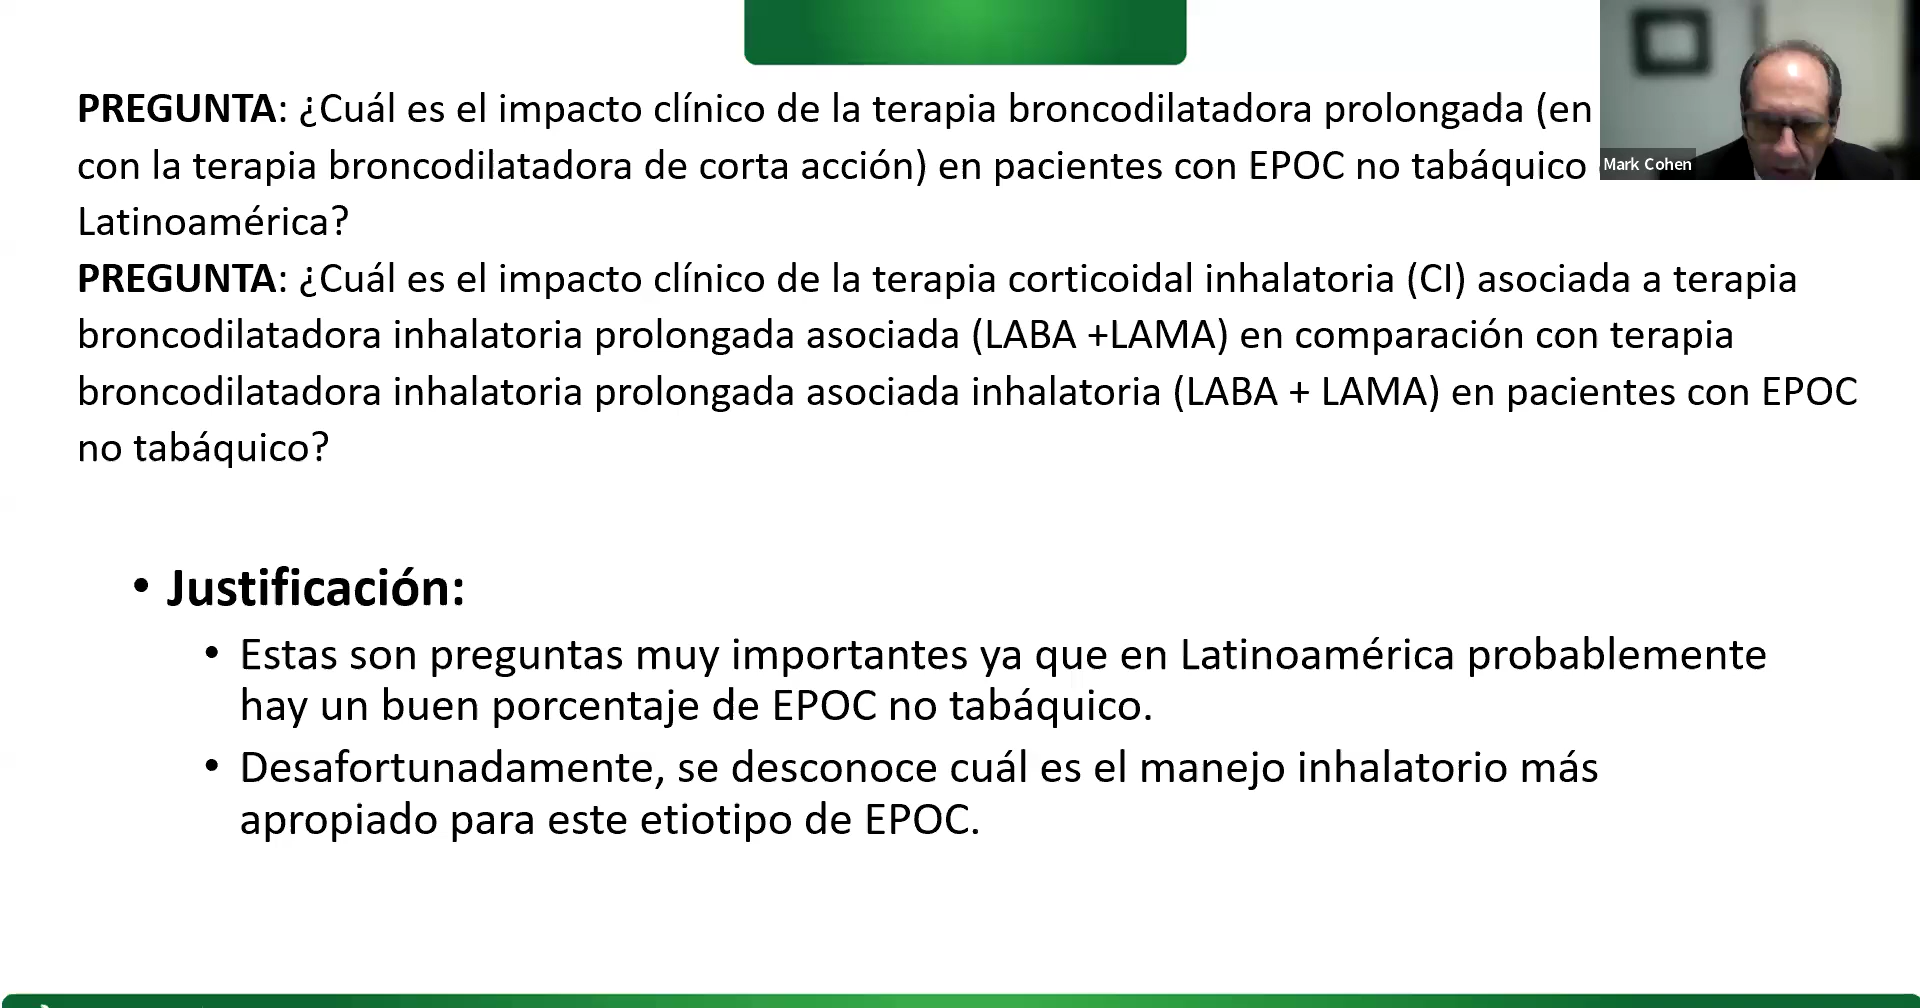 PREGUNTA: ¿Cuál es el impacto clínico de la terapia broncodilatadora prolongada (en
con la terapia broncodilatadora de corta acción) en pacientes con EPOC no tabáquico
Latinoamérica?
PREGUNTA: ¿Cuál es el impacto clínico de la terapia corticoidal inhalatoria (CI) asociada a terapia
broncodilatadora inhalatoria prolongada asociada (LABA +LAMA) en comparación con terapia
broncodilatadora inhalatoria prolongada asociada inhalatoria (LABA + LAMA) en pacientes con EPOC
no tabáquico?
Mark Cohen
• Justificación:
• Estas son preguntas muy importantes ya que en Latinoamérica probablemente
hay un buen porcentaje de EPOC no tabáquico.
• Desafortunadamente, se desconoce cuál es el manejo inhalatorio más
apropiado para este etiotipo de EPOC.